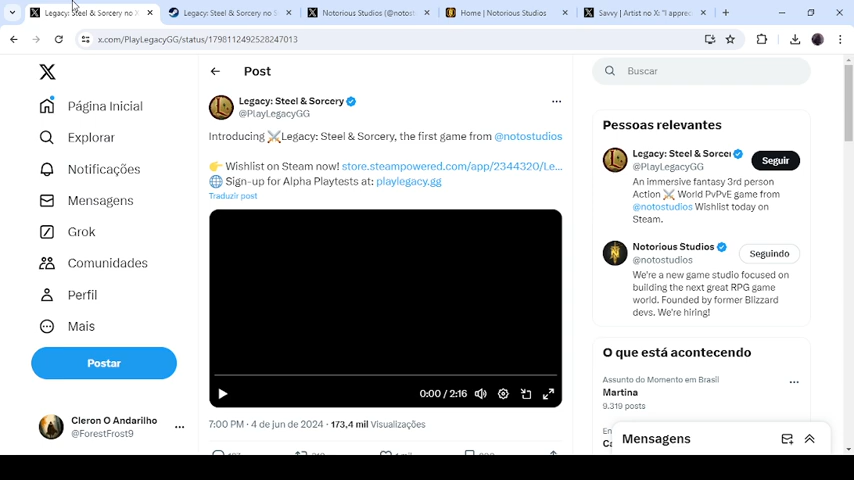 Legacy: Steel & Sorcery no X
Legacy: Steel & Sorcery no S
Notorious Studios (@notost
Home | Notorious Studios
Savvy | Artist no X: "I apprec
x.com/PlayLegacyGG/status/1798112492528247013
Página Inicial
Explorar
Notificações
Mensagens
Grok
Comunidades
Perfil
Mais
Postar
Cleron O Andarilho
@ForestFrost9
Post
Legacy: Steel & Sorcery
@PlayLegacyGG
Introducing ⚔️Legacy: Steel & Sorcery, the first game from @notostudios
👉 Wishlist on Steam now! store.steampowered.com/app/2344320/Le...
🌐 Sign-up for Alpha Playtests at: playlegacy.gg
Traduzir post
0:00 / 2:16
7:00 PM · 4 de jun de 2024 · 173,4 mil Visualizações
Buscar
Pessoas relevantes
Legacy: Steel & Sorcer
@PlayLegacyGG
Seguir
An immersive fantasy 3rd person
Action ⚔️ World PvPvE game from
@notostudios Wishlist today on
Steam.
Notorious Studios
@notostudios
Seguindo
We're a new game studio focused on
building the next great RPG game
world. Founded by former Blizzard
devs. We're hiring!
O que está acontecendo
Assunto do Momento em Brasil
Martina
9.319 posts
Mensagens